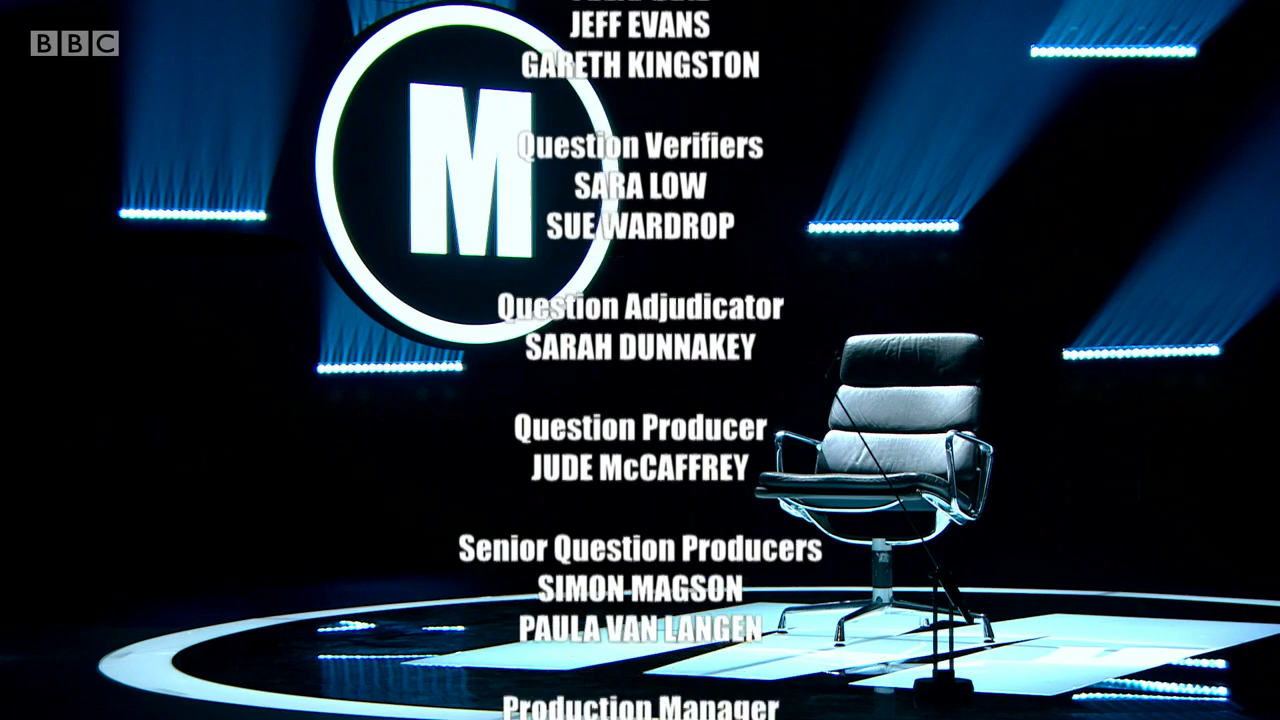 BBC
JEFF EVANS
GARETH KINGSTON
M
Question Verifiers
SARA LOW
SUE WARDROP
Question Adjudicator
SARAH DUNNAKEY
Question Producer
JUDE McCAFFREY
Senior Question Producers
SIMON MAGSON
PAULA VAN LANGEN
Production Manager